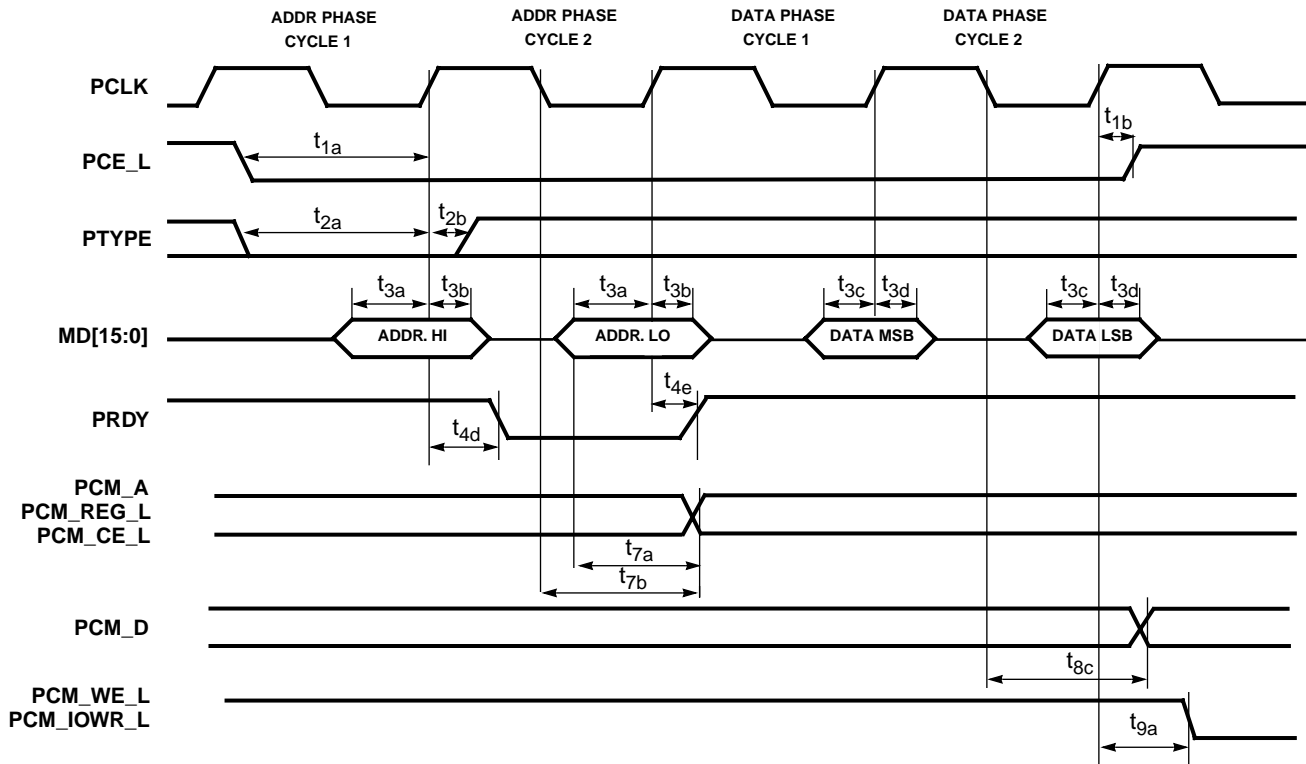 ADDR PHASE
CYCLE 1
ADDR PHASE
CYCLE 2
DATA PHASE
CYCLE 1
DATA PHASE
CYCLE 2
PCLK
t1a
t1b
PCE_L
t2a
t2b
PTYPE
t3a
t3b
t3a
t3b
t3c
t3d
t3c
t3d
MD[15:0]
ADDR. HI
ADDR. LO
DATA MSB
DATA LSB
t4e
PRDY
t4d
PCM_A
PCM_REG_L
PCM_CE_L
t7a
t7b
PCM_D
t8c
PCM_WE_L
PCM_IOWR_L
t9a